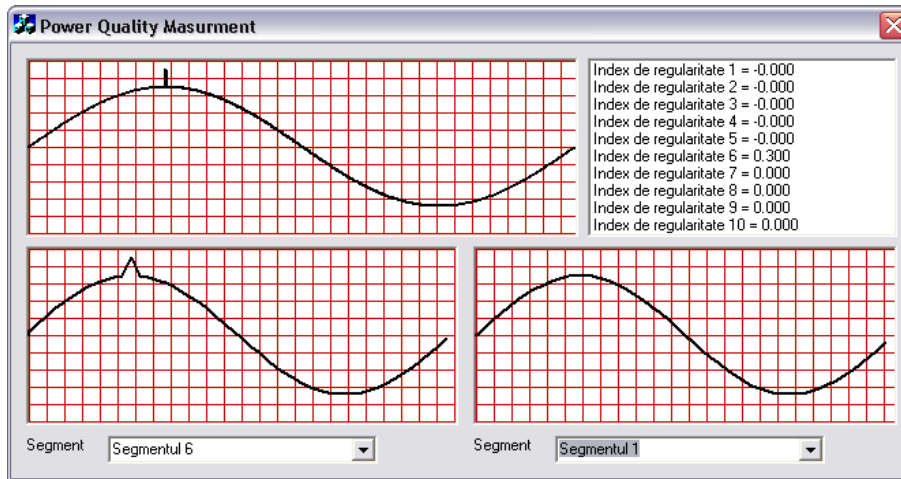 Power Quality Masurment
Index de regularitate 1 = -0.000
Index de regularitate 2 = -0.000
Index de regularitate 3 = -0.000
Index de regularitate 4 = -0.000
Index de regularitate 5 = -0.000
Index de regularitate 6 = 0.300
Index de regularitate 7 = 0.000
Index de regularitate 8 = 0.000
Index de regularitate 9 = 0.000
Index de regularitate 10 = 0.000
Segment Segmentul 6
Segment Segmentul 1